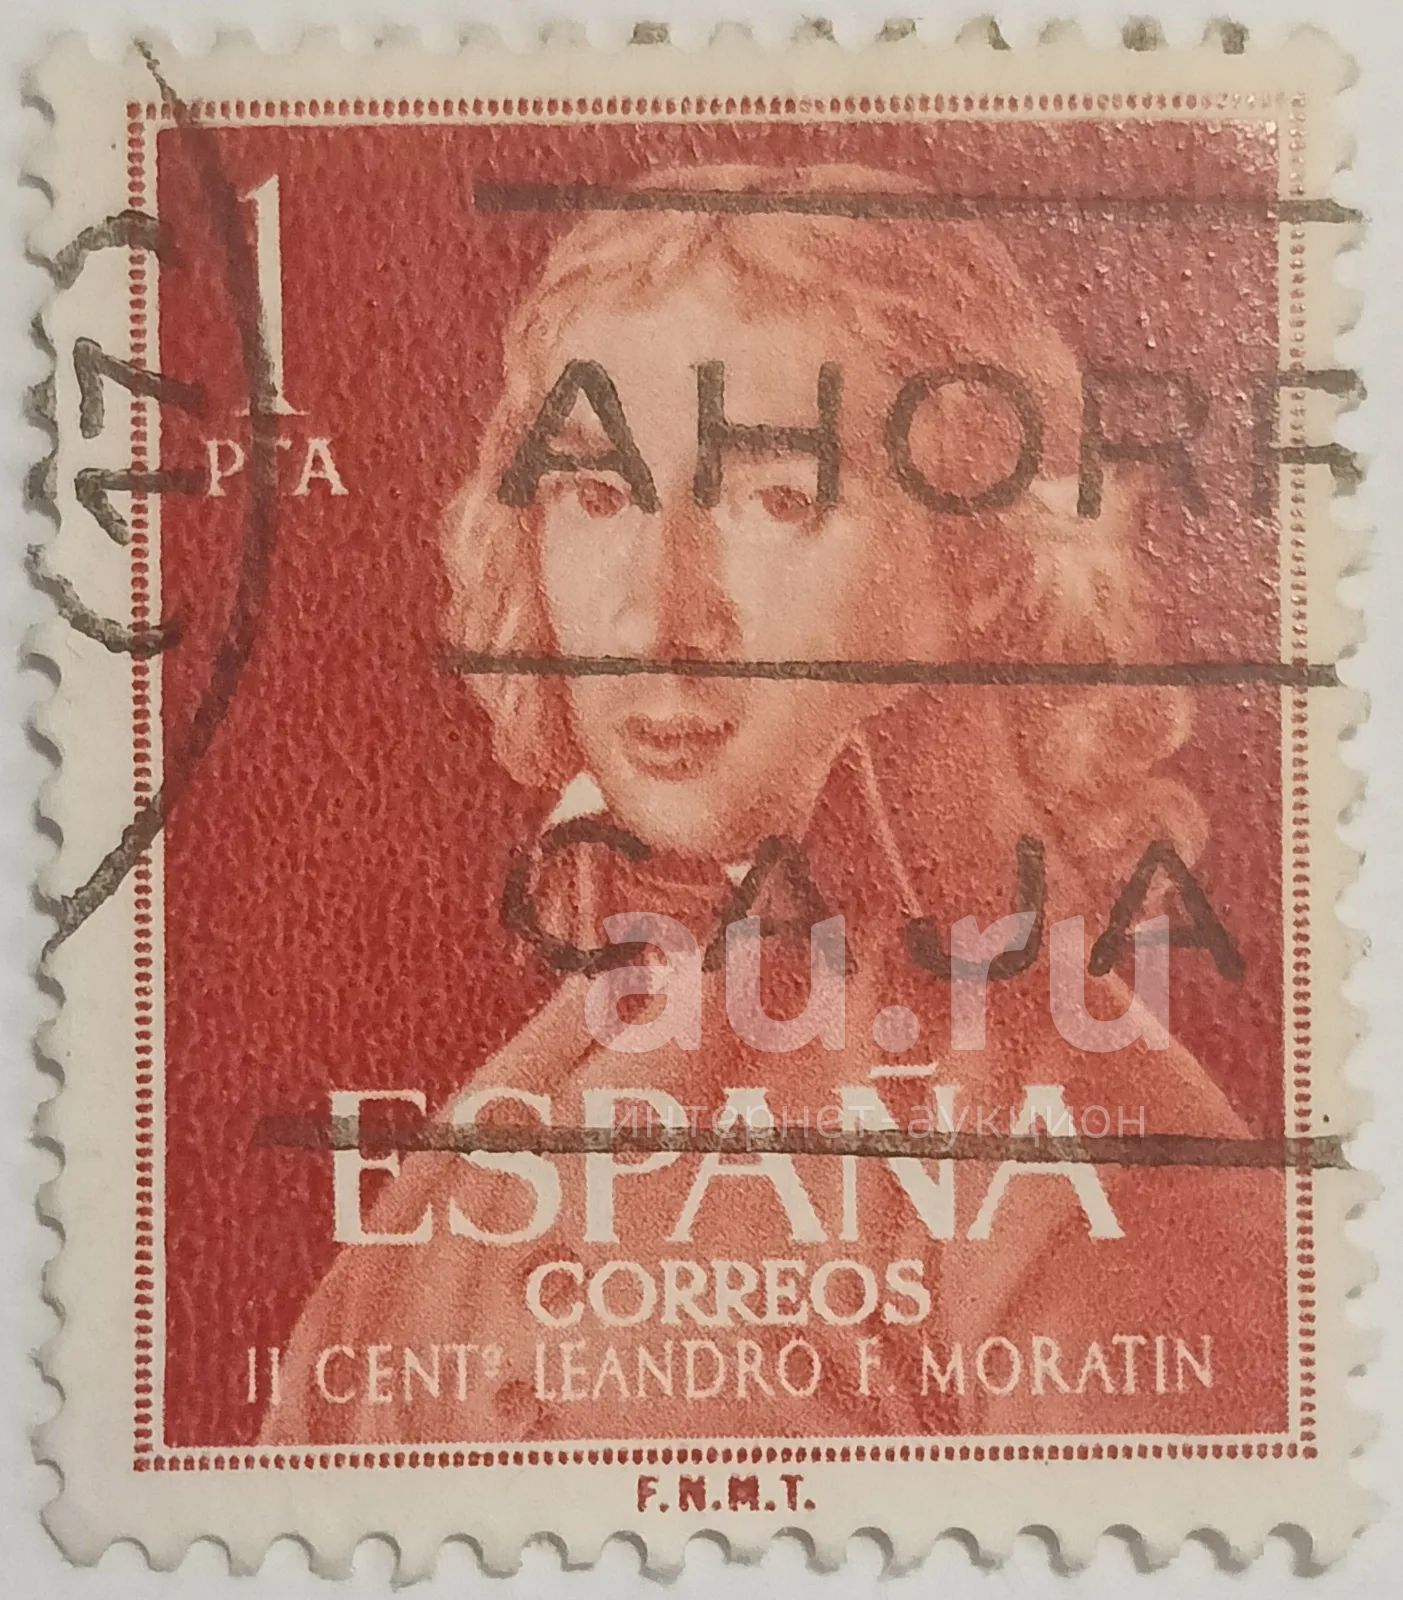 1
PTA
AHORR
CAJA
au.ru
интернет-аукцион
ESPAÑA
CORREOS
II CENTº LEANDRO F. MORATIN
F.N.M.T.